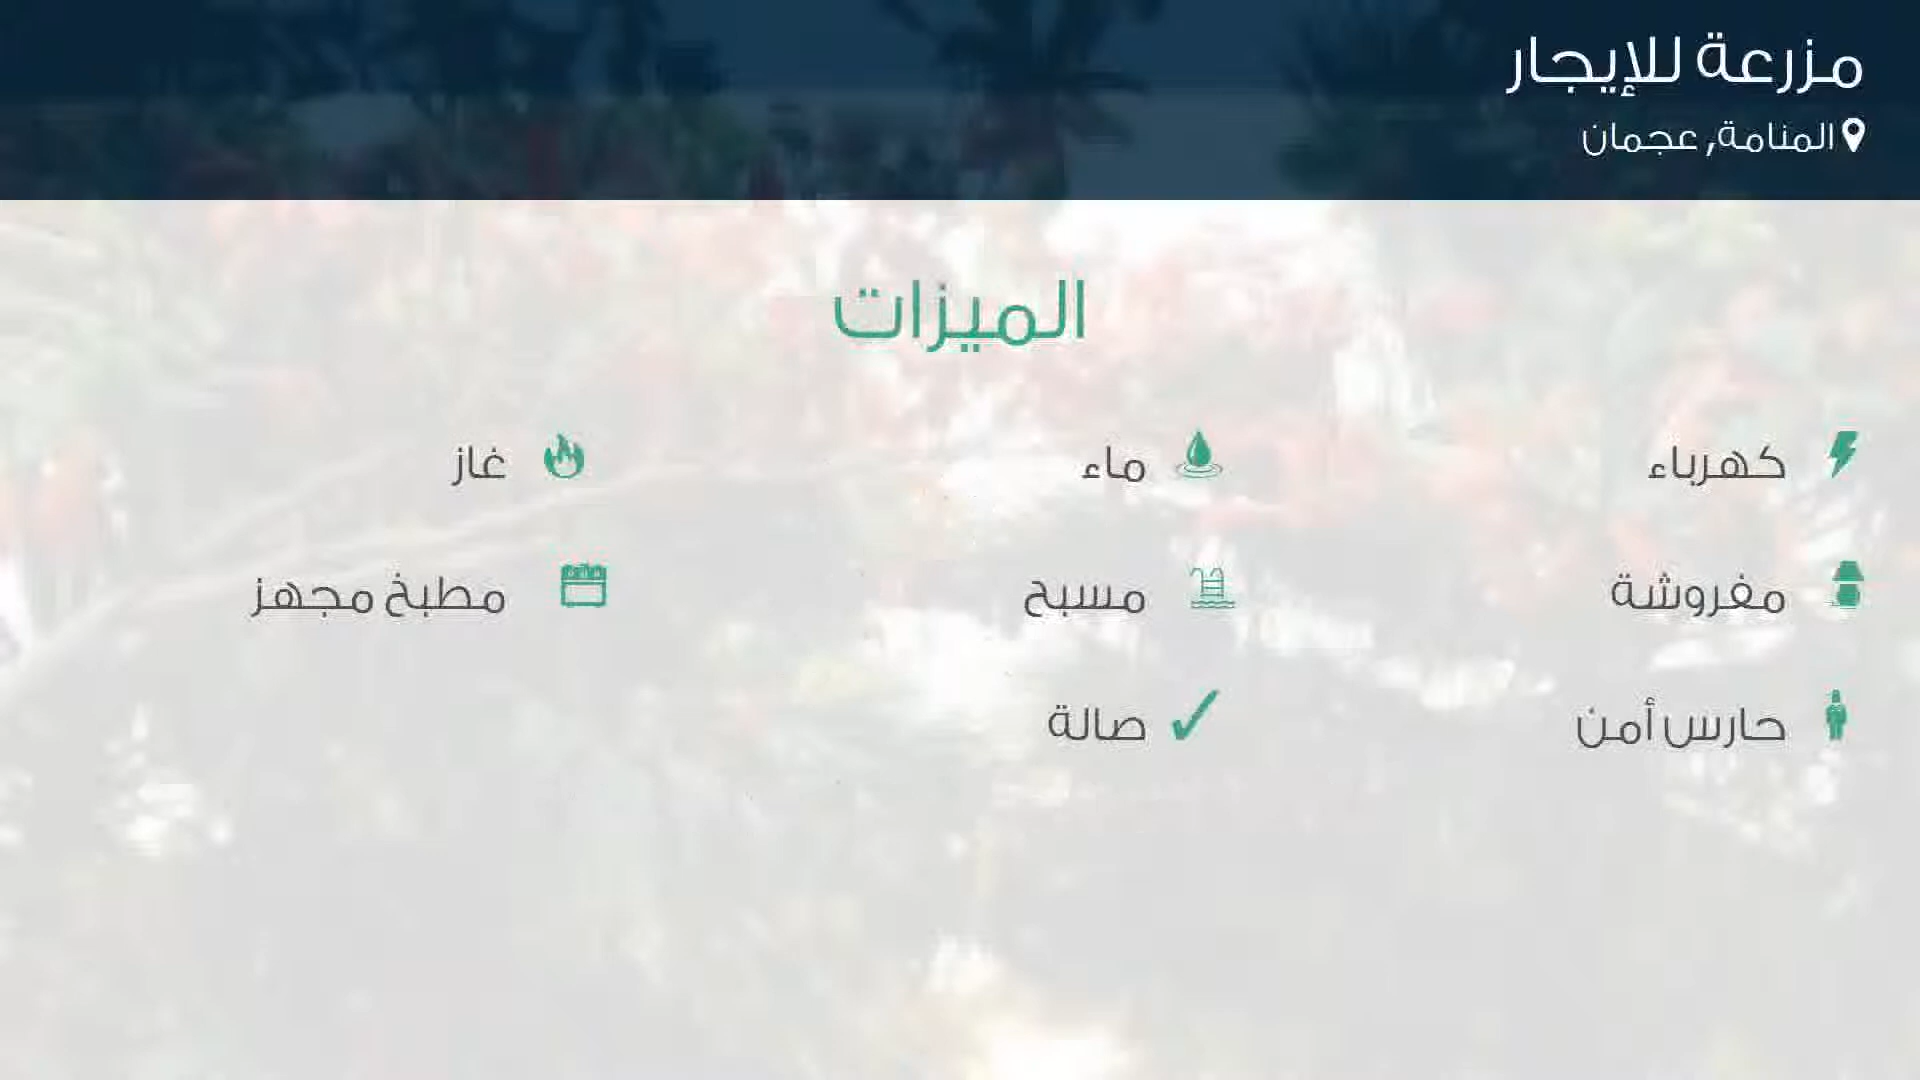 مزرعة للإيجار
المنامة, عجمان
الميزات
كهرباء ماء غاز
مفروشة مسبح مطبخ مجهز
حارس أمن صالة